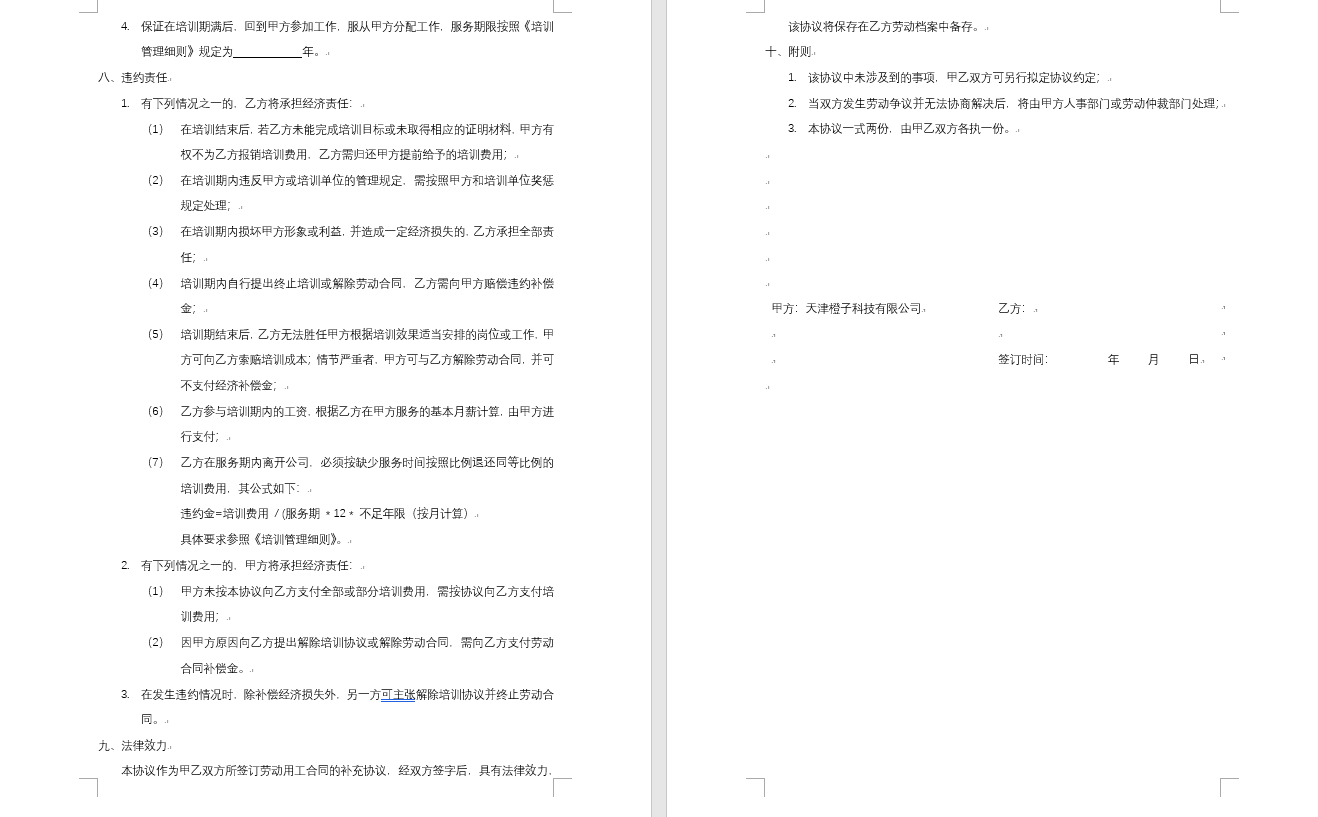 4. 保证在培训期满后，回到甲方参加工作，服从甲方分配工作，服务期限按照《培训
管理细则》规定为____________年。
八、违约责任
1. 有下列情况之一的，乙方将承担经济责任：
（1） 在培训结束后，若乙方未能完成培训目标或未取得相应的证明材料，甲方有
权不为乙方报销培训费用，乙方需归还甲方提前给予的培训费用；
（2） 在培训期内违反甲方或培训单位的管理规定，需按照甲方和培训单位奖惩
规定处理；
（3） 在培训期内损坏甲方形象或利益，并造成一定经济损失的，乙方承担全部责
任；
（4） 培训期内自行提出终止培训或解除劳动合同，乙方需向甲方赔偿违约补偿
金；
（5） 培训期结束后，乙方无法胜任甲方根据培训效果适当安排的岗位或工作，甲
方可向乙方索赔培训成本；情节严重者，甲方可与乙方解除劳动合同，并可
不支付经济补偿金；
（6） 乙方参与培训期内的工资，根据乙方在甲方服务的基本月薪计算，由甲方进
行支付；
（7） 乙方在服务期内离开公司，必须按缺少服务时间按照比例退还同等比例的
培训费用，其公式如下：
违约金=培训费用 / (服务期 * 12 * 不足年限（按月计算）
具体要求参照《培训管理细则》。
2. 有下列情况之一的，甲方将承担经济责任：
（1） 甲方未按本协议向乙方支付全部或部分培训费用，需按协议向乙方支付培
训费用；
（2） 因甲方原因向乙方提出解除培训协议或解除劳动合同，需向乙方支付劳动
合同补偿金。
3. 在发生违约情况时，除补偿经济损失外，另一方可主张解除培训协议并终止劳动合
同。
九、法律效力
本协议作为甲乙双方所签订劳动用工合同的补充协议，经双方签字后，具有法律效力，
该协议将保存在乙方劳动档案中备存。
十、附则
1. 该协议中未涉及到的事项，甲乙双方可另行拟定协议约定；
2. 当双方发生劳动争议并无法协商解决后，将由甲方人事部门或劳动仲裁部门处理；
3. 本协议一式两份，由甲乙双方各执一份。
甲方：天津橙子科技有限公司 乙方：
签订时间： 年 月 日